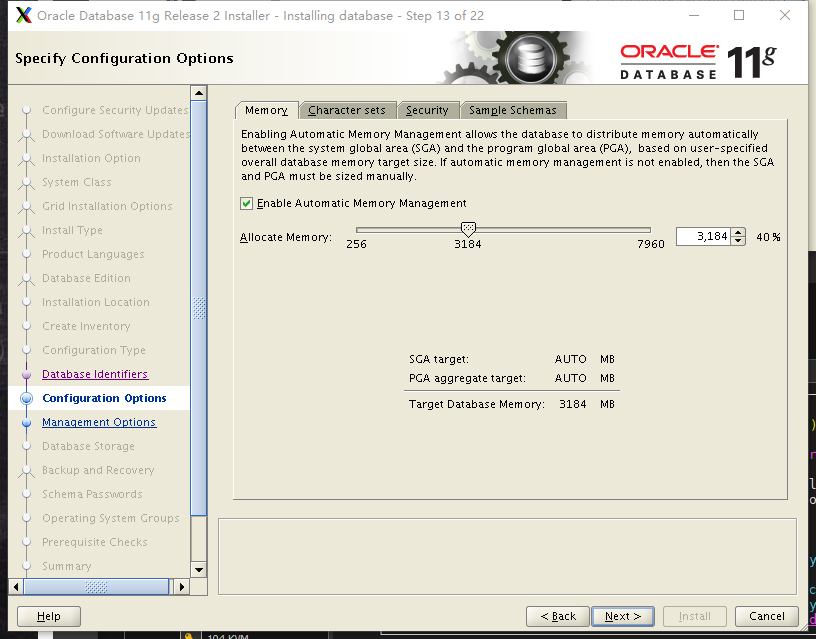 Oracle Database 11g Release 2 Installer - Installing database - Step 13 of 22
Specify Configuration Options
ORACLE
DATABASE 11g
Configure Security Updates
Download Software Updates
Installation Option
System Class
Grid Installation Options
Install Type
Product Languages
Database Edition
Installation Location
Create Inventory
Configuration Type
Database Identifiers
Configuration Options
Management Options
Database Storage
Backup and Recovery
Schema Passwords
Operating System Groups
Prerequisite Checks
Summary
Memory Character sets Security Sample Schemas
Enabling Automatic Memory Management allows the database to distribute memory automatically
between the system global area (SGA) and the program global area (PGA), based on user-specified
overall database memory target size. If automatic memory management is not enabled, then the SGA
and PGA must be sized manually.
Enable Automatic Memory Management
Allocate Memory: 256 3184 7960 3,184 40 %
SGA target: AUTO MB
PGA aggregate target: AUTO MB
Target Database Memory: 3184 MB
Help < Back Next > Install Cancel